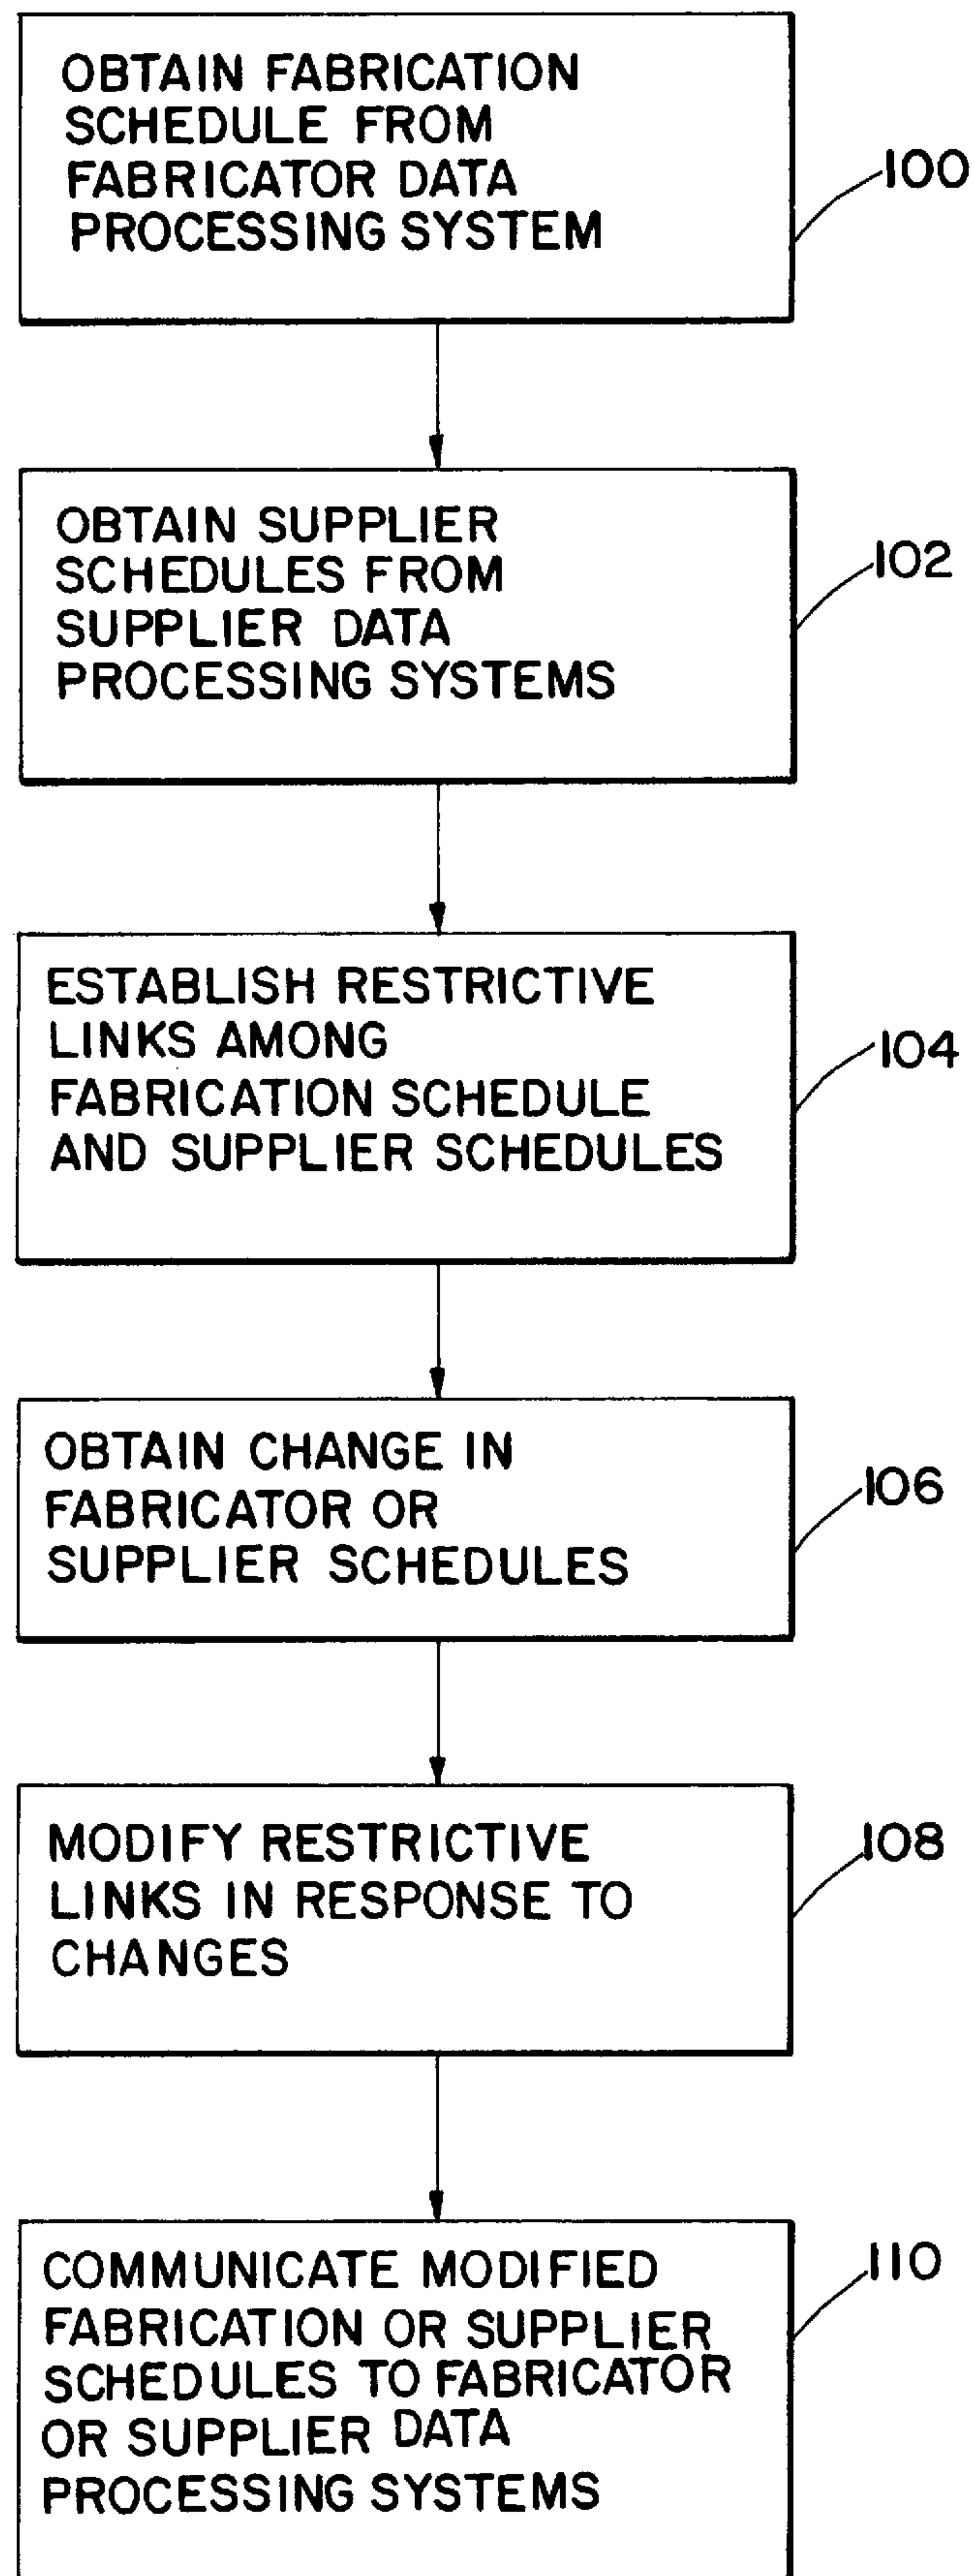 OBTAIN FABRICATION
SCHEDULE FROM
FABRICATOR DATA
PROCESSING SYSTEM
100
OBTAIN SUPPLIER
SCHEDULES FROM
SUPPLIER DATA
PROCESSING SYSTEMS
102
ESTABLISH RESTRICTIVE
LINKS AMONG
FABRICATION SCHEDULE
AND SUPPLIER SCHEDULES
104
OBTAIN CHANGE IN
FABRICATOR OR
SUPPLIER SCHEDULES
106
MODIFY RESTRICTIVE
LINKS IN RESPONSE TO
CHANGES
108
COMMUNICATE MODIFIED
FABRICATION OR SUPPLIER
SCHEDULES TO FABRICATOR
OR SUPPLIER DATA
PROCESSING SYSTEMS
110